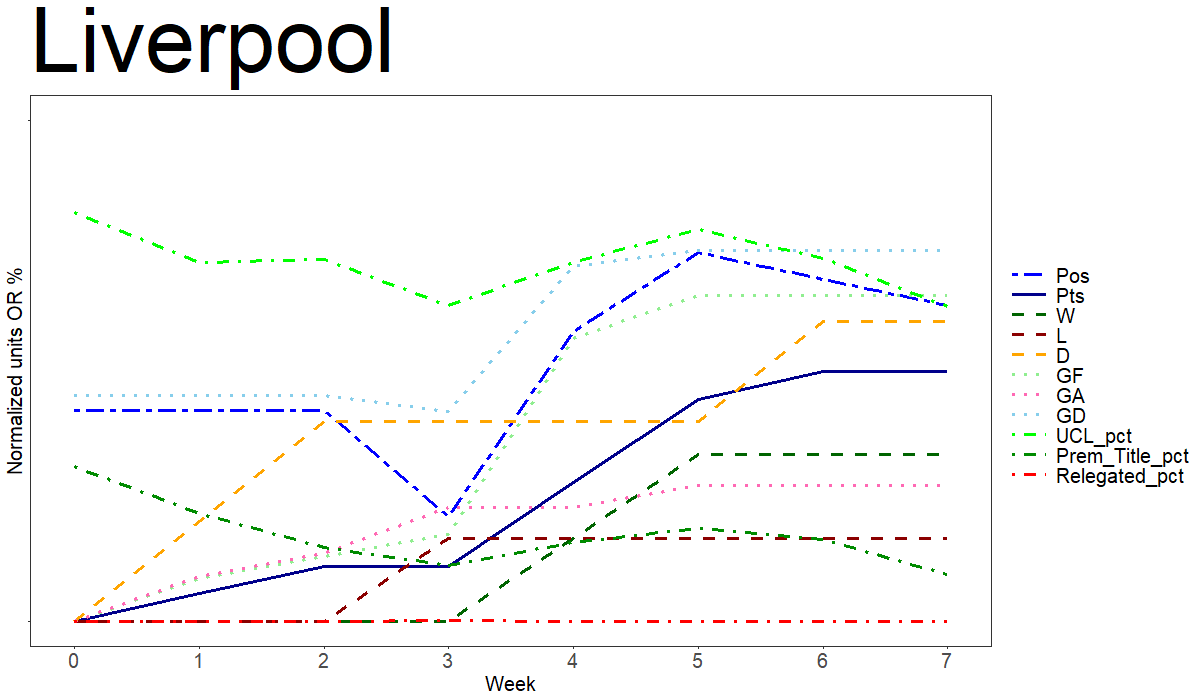 Liverpool
Normalized units OR %
0 1 2 3 4 5 6 7
Week
Pos
Pts
W
L
D
GF
GA
GD
UCL_pct
Prem_Title_pct
Relegated_pct